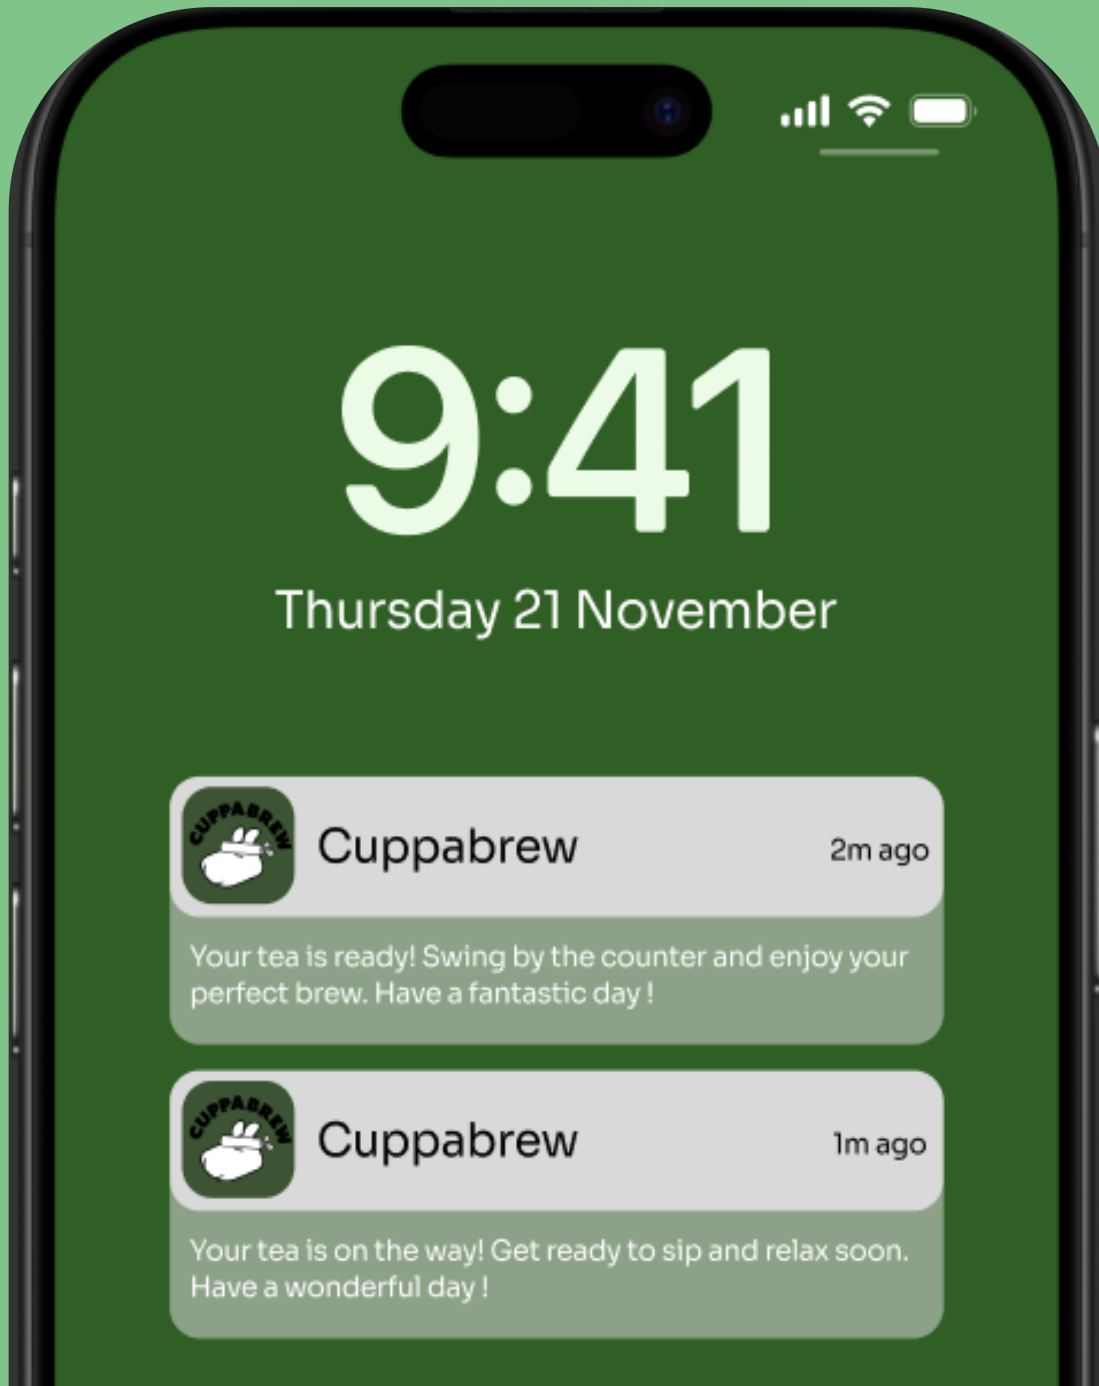 9:41
Thursday 21 November
CUPPABREW
Cuppabrew
2m ago
Your tea is ready! Swing by the counter and enjoy your
perfect brew. Have a fantastic day !
CUPPABREW
Cuppabrew
1m ago
Your tea is on the way! Get ready to sip and relax soon.
Have a wonderful day !